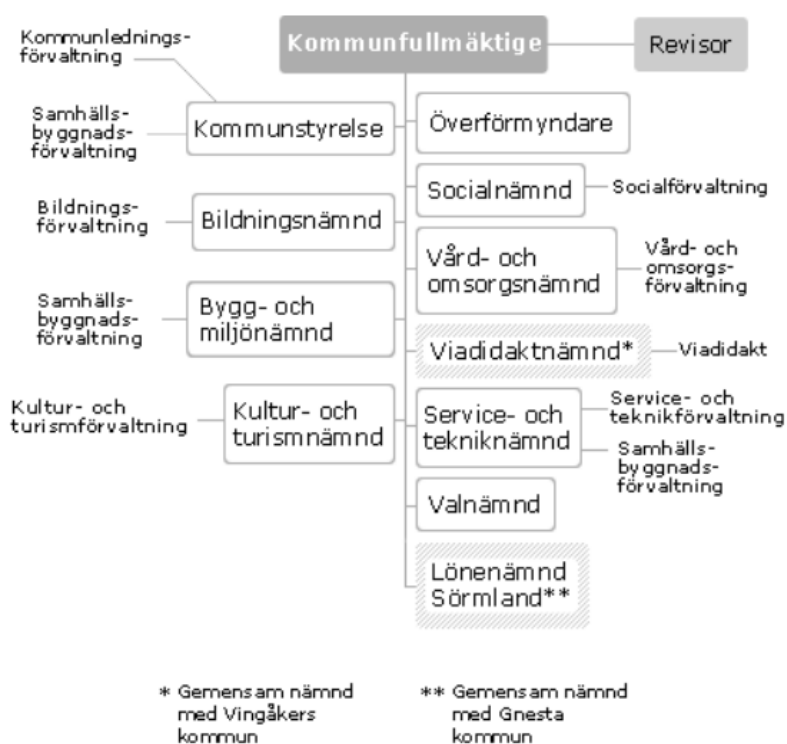 Kommunfullmäktige
Revisor
Kommunlednings-
förvaltning
Samhälls-
byggnads-
förvaltning
Kommunstyrelse
Överförmyndare
Socialnämnd
Socialförvaltning
Bildnings-
förvaltning
Bildningsnämnd
Vård- och
omsorgsnämnd
Vård- och
omsorgs-
förvaltning
Samhälls-
byggnads-
förvaltning
Bygg- och
miljönämnd
Viadidaktnämnd*
Viadidakt
Kultur- och
turismförvaltning
Kultur- och
turismnämnd
Service- och
tekniknämnd
Service- och
teknikförvaltning
Samhälls-
byggnads-
förvaltning
Valnämnd
Lönenämnd
Sörmland**
* Gemensam nämnd
med Vingåkers
kommun
** Gemensam nämnd
med Gnesta
kommun